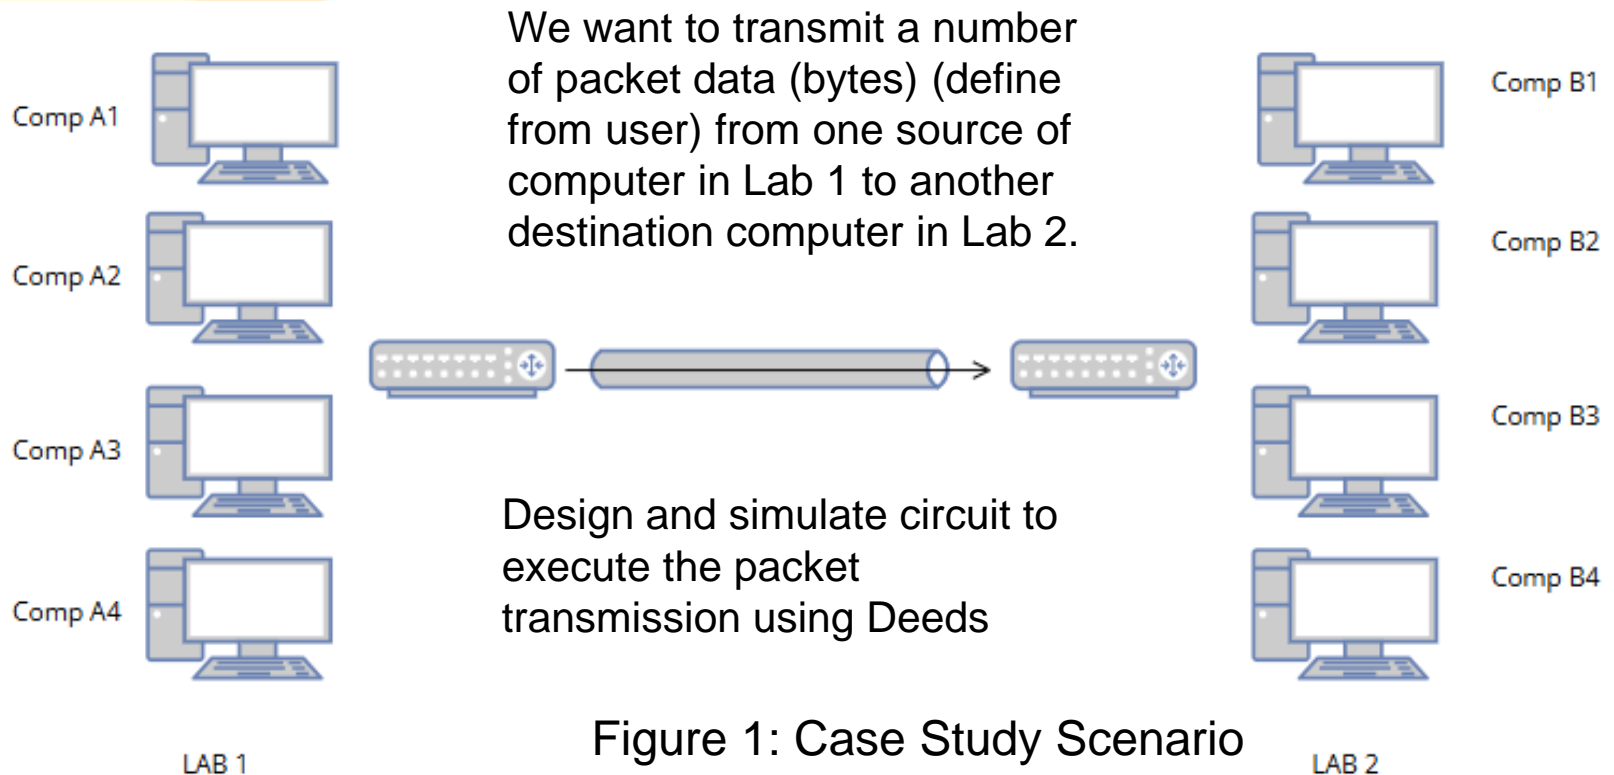 We want to transmit a number
of packet data (bytes) (define
from user) from one source of
computer in Lab 1 to another
destination computer in Lab 2.
Comp A1
Comp A2
Comp A3
Comp A4
Comp B1
Comp B2
Comp B3
Comp B4
Design and simulate circuit to
execute the packet
transmission using Deeds
Figure 1: Case Study Scenario
LAB 1
LAB 2